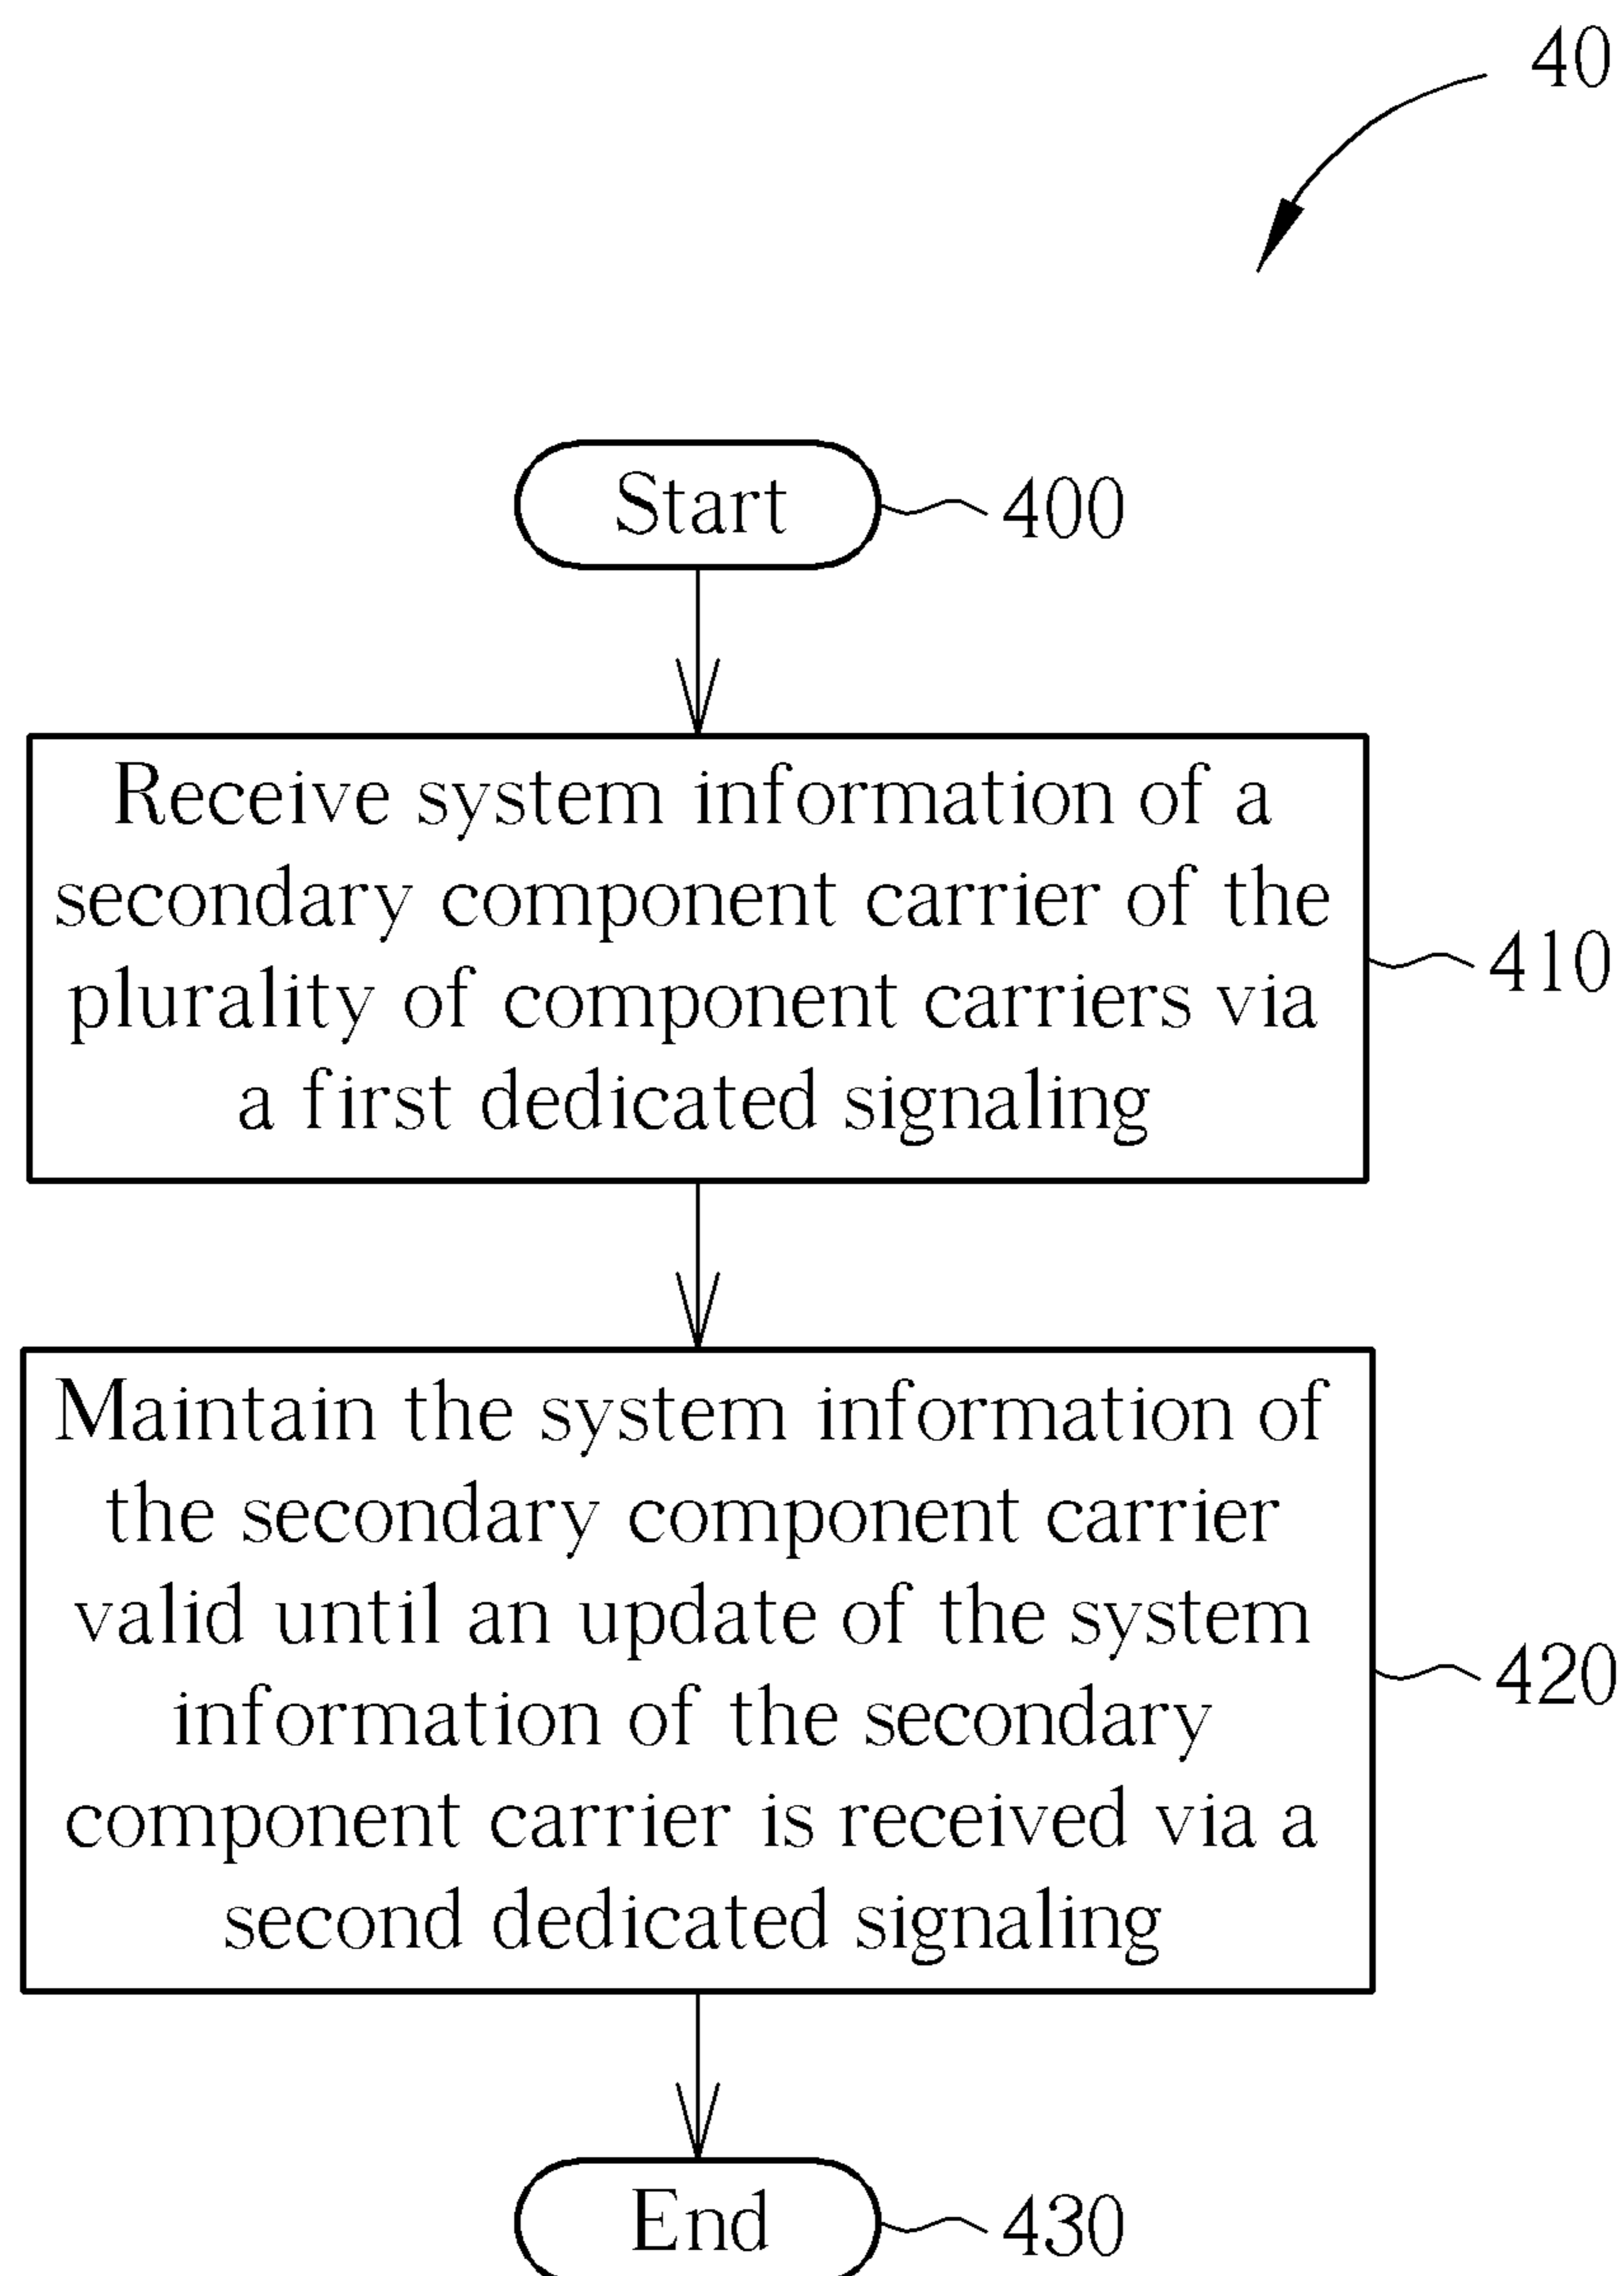 40
Start
400
Receive system information of a
secondary component carrier of the
plurality of component carriers via
a first dedicated signaling
410
Maintain the system information of
the secondary component carrier
valid until an update of the system
information of the secondary
component carrier is received via a
second dedicated signaling
420
End
430